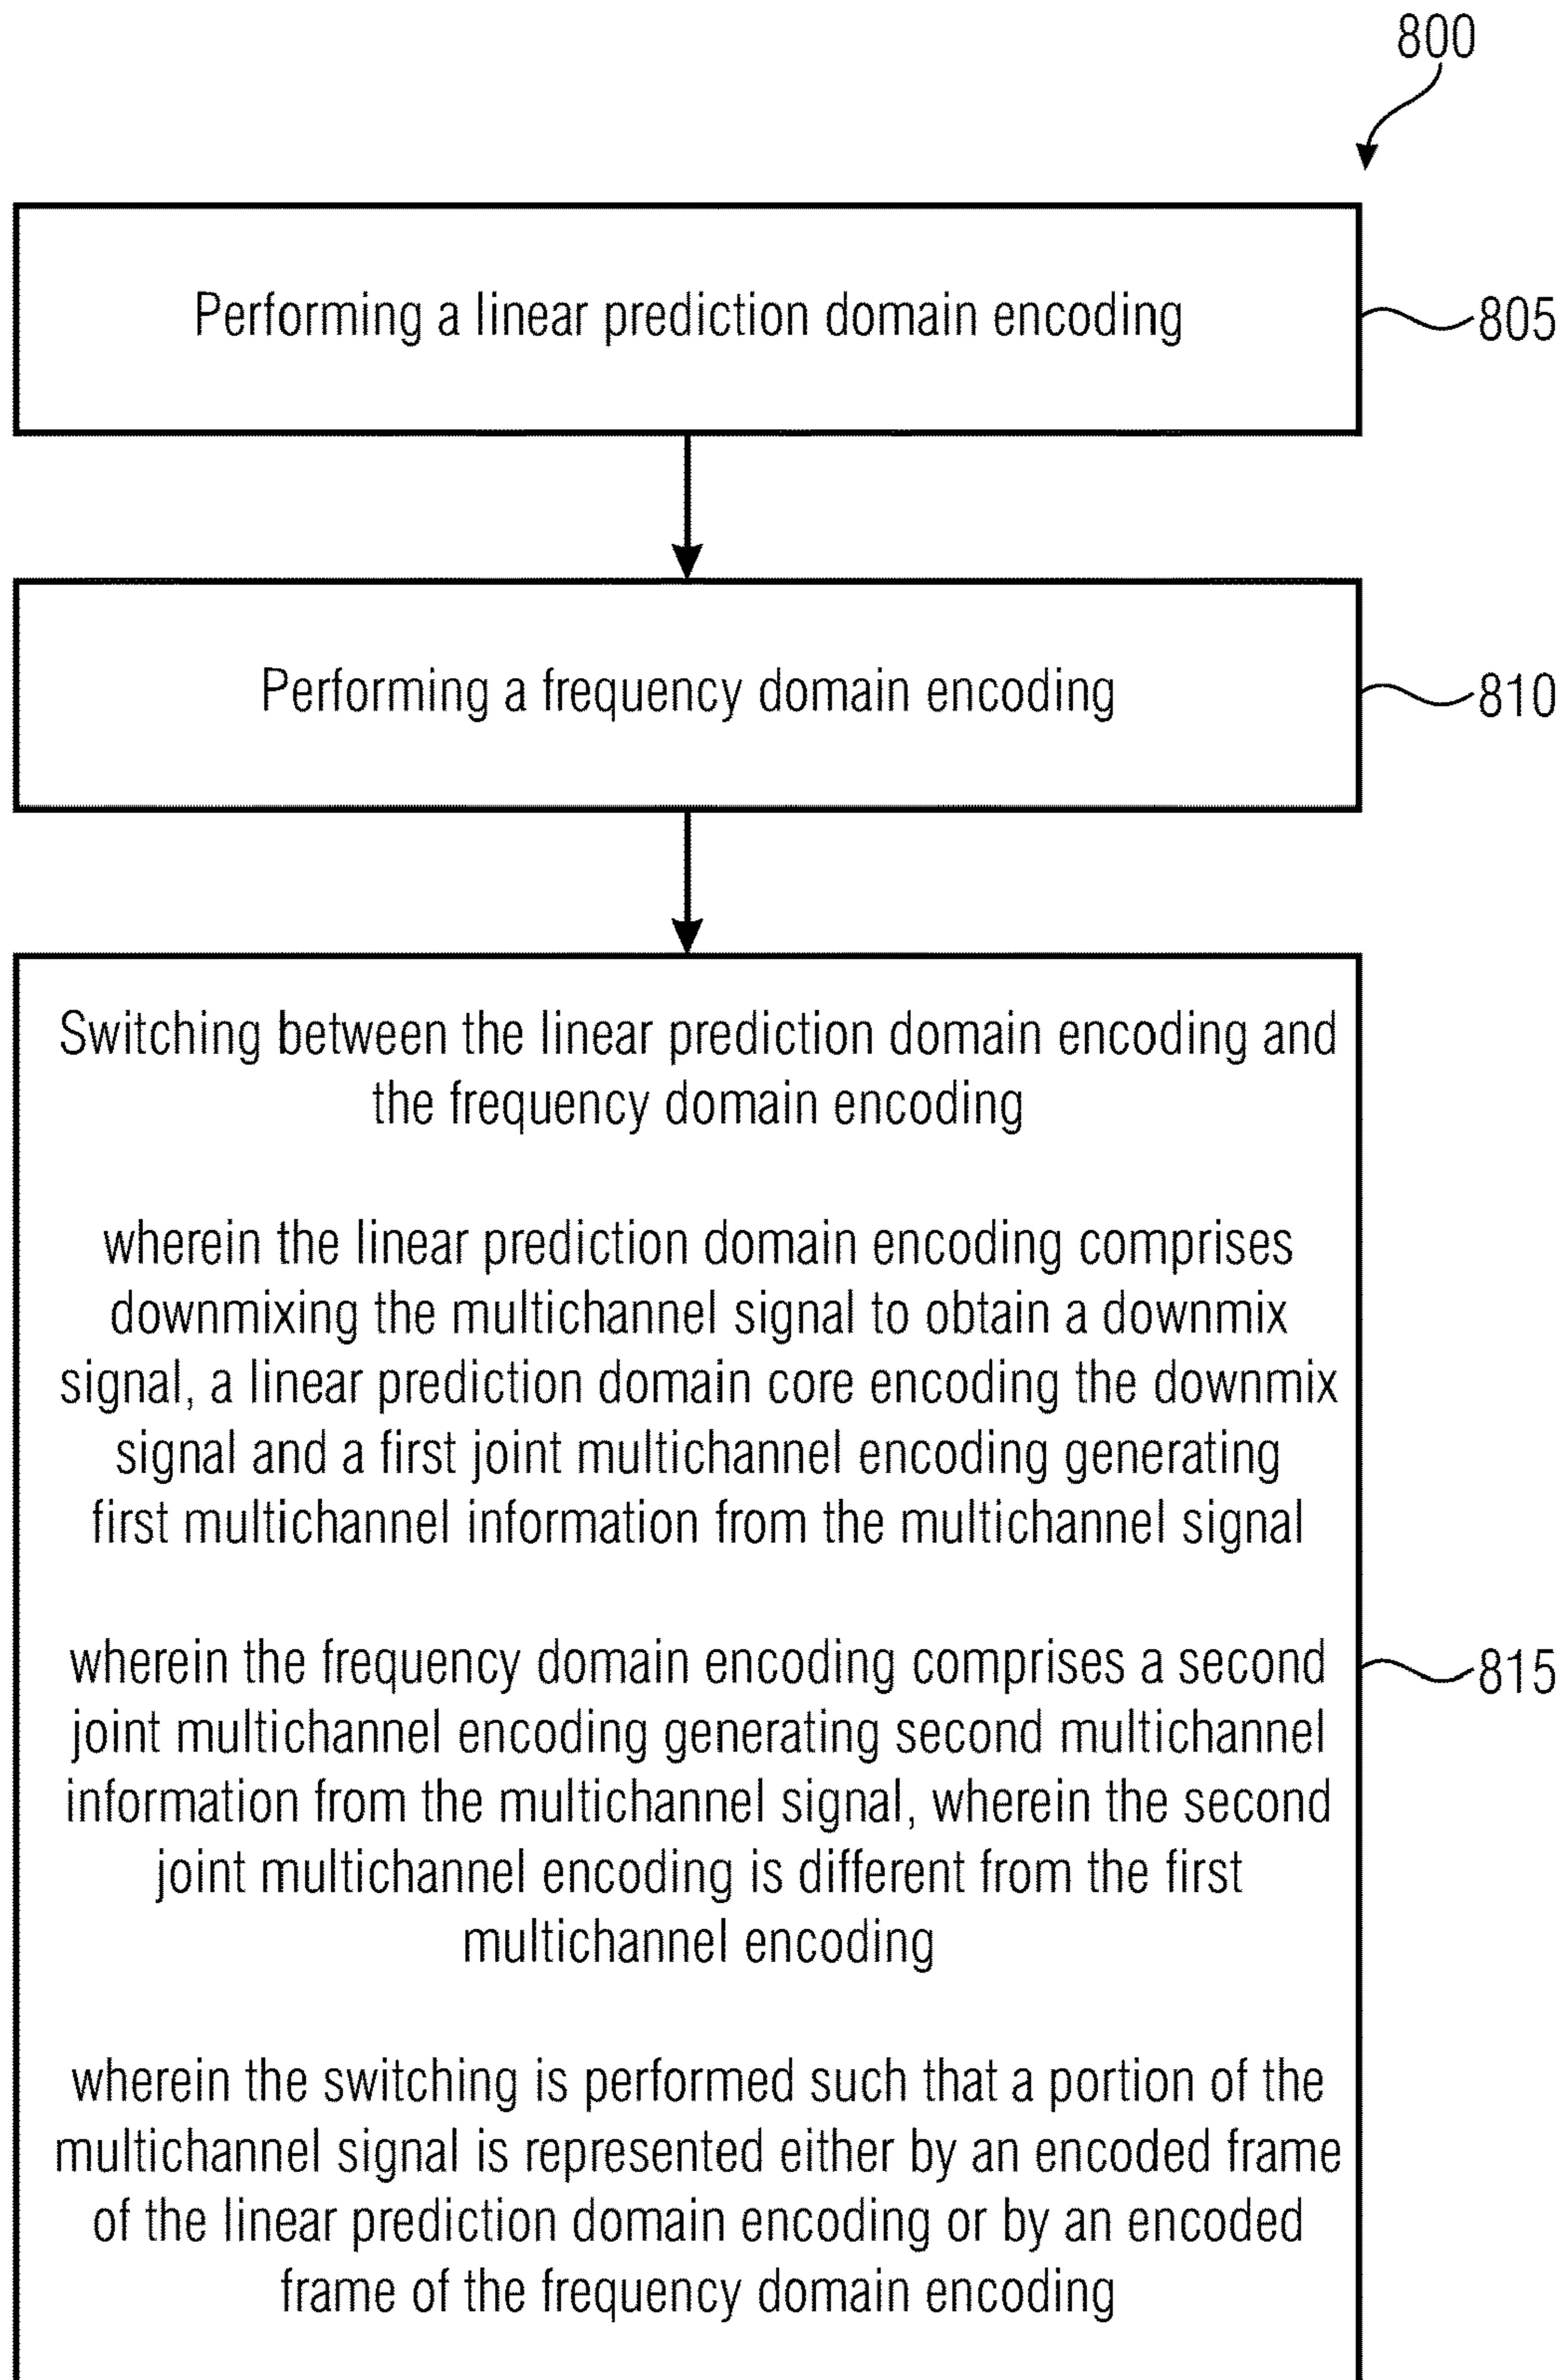 800
Performing a linear prediction domain encoding
805
Performing a frequency domain encoding
810
Switching between the linear prediction domain encoding and
the frequency domain encoding
wherein the linear prediction domain encoding comprises
downmixing the multichannel signal to obtain a downmix
signal, a linear prediction domain core encoding the downmix
signal and a first joint multichannel encoding generating
first multichannel information from the multichannel signal
wherein the frequency domain encoding comprises a second
joint multichannel encoding generating second multichannel
information from the multichannel signal, wherein the second
joint multichannel encoding is different from the first
multichannel encoding
wherein the switching is performed such that a portion of the
multichannel signal is represented either by an encoded frame
of the linear prediction domain encoding or by an encoded
frame of the frequency domain encoding
815